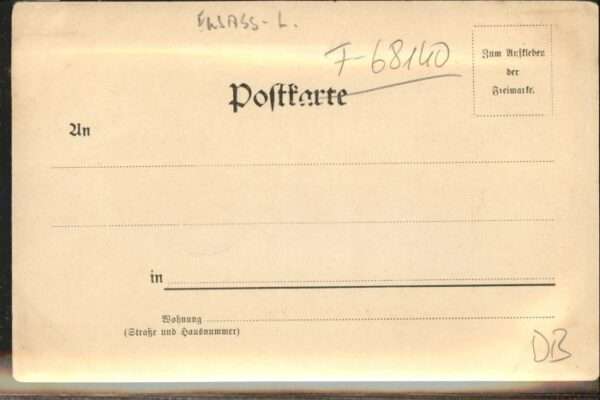 ELSASS-L.
F-68140
Zum Aufkleben
der
Freimarke.
Postkarte
An
in
Wohnung
(Straße und Hausnummer)
DB